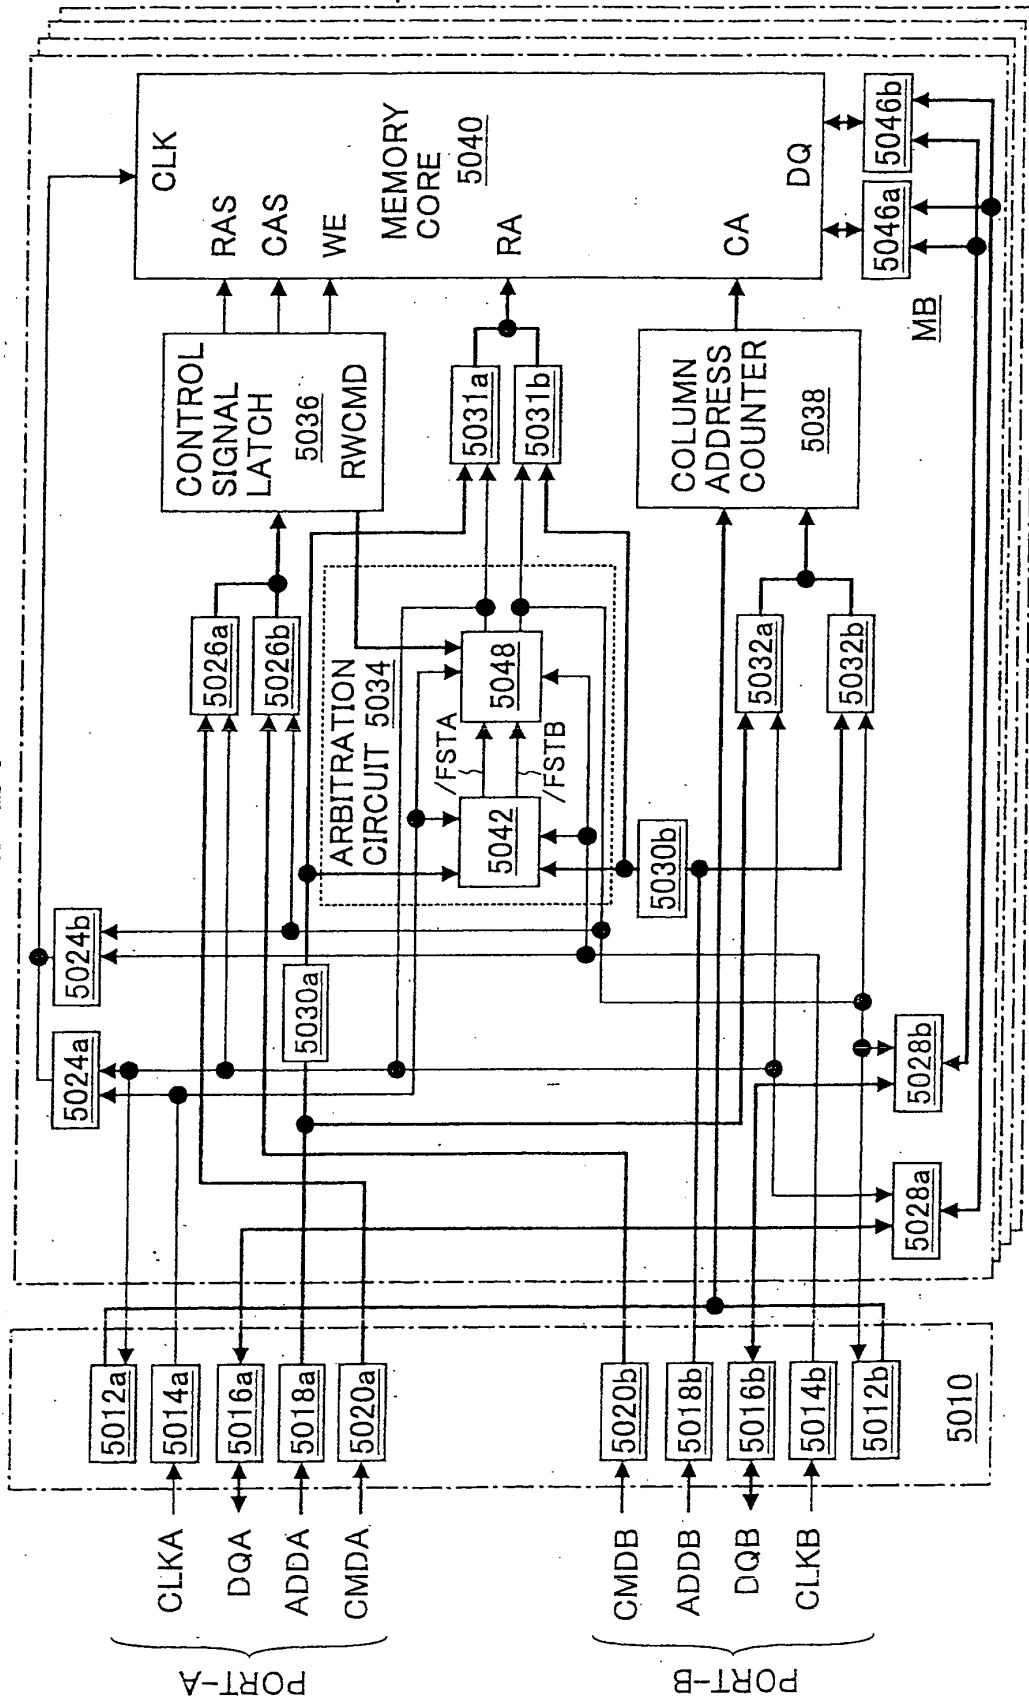 PORT-A
CLKA
DQA
ADDA
CMDA
PORT-B
CMDB
ADDB
DQB
CLKB
5012a
5014a
5016a
5018a
5020a
5020b
5018b
5016b
5014b
5012b
5010
5024a
5024b
5030a
5030b
5028a
5028b
5026a
5026b
ARBITRATION
CIRCUIT 5034
/FSTA
/FSTB
5042
5048
5032a
5032b
CONTROL
SIGNAL
LATCH
5036
RWCMD
5031a
5031b
COLUMN
ADDRESS
COUNTER
5038
CLK
RAS
CAS
WE
MEMORY
CORE
5040
RA
CA
DQ
5046a
5046b
MB